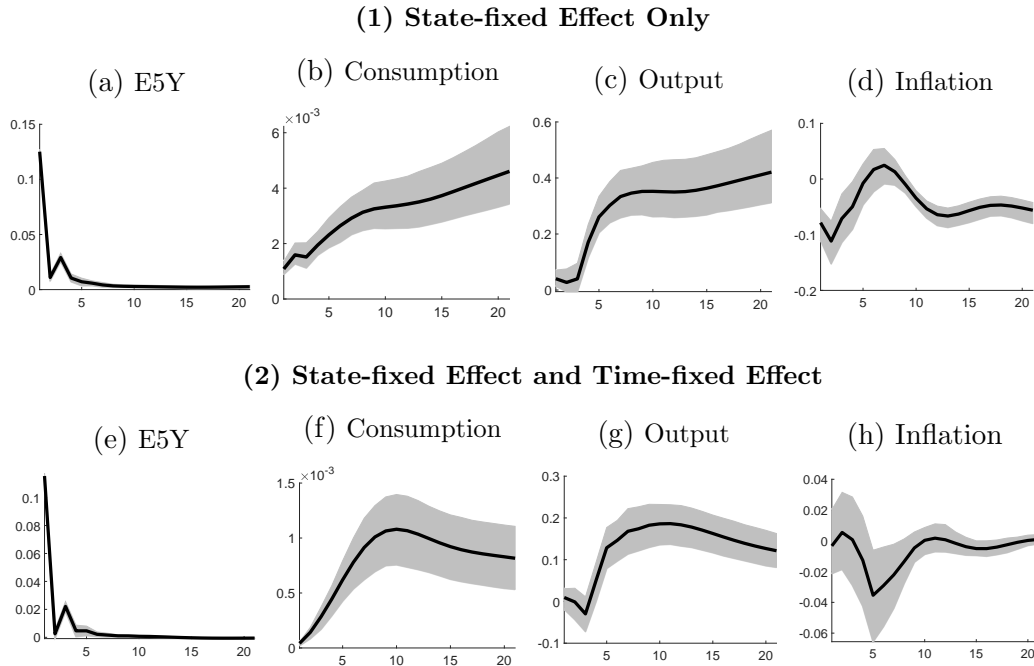 (1) State-fixed Effect Only
(a) E5Y
(b) Consumption
(c) Output
(d) Inflation
0.15
0.1
0.05
0
5 10 15 20
×10⁻³
6
4
2
0
5 10 15 20
0.6
0.4
0.2
0
5 10 15 20
0.1
0
-0.1
-0.2
5 10 15 20
(2) State-fixed Effect and Time-fixed Effect
(e) E5Y
(f) Consumption
(g) Output
(h) Inflation
0.1
0.08
0.06
0.04
0.02
0
5 10 15 20
×10⁻³
1.5
1
0.5
0
5 10 15 20
0.3
0.2
0.1
0
-0.1
5 10 15 20
0.04
0.02
0
-0.02
-0.04
-0.06
5 10 15 20